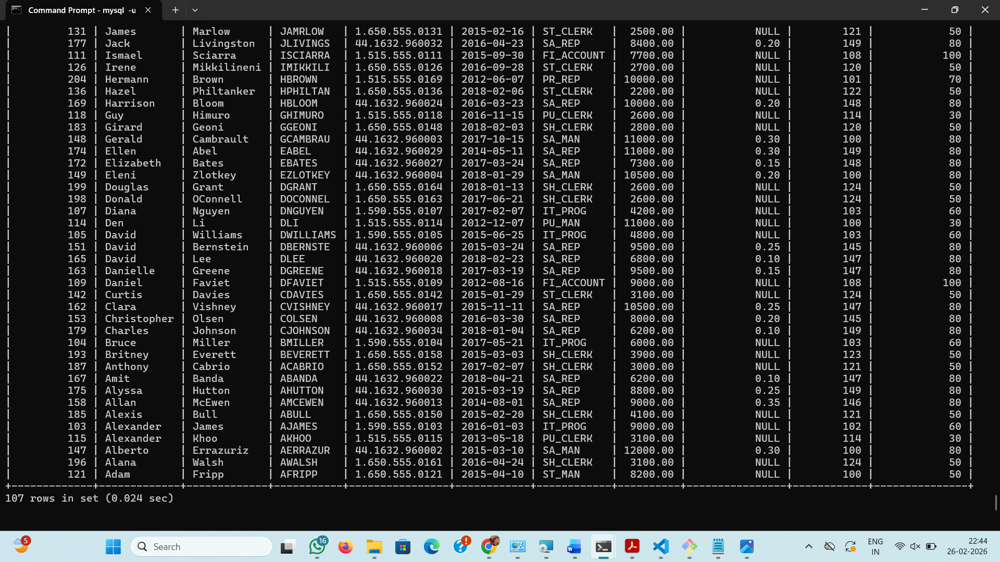 Command Prompt - mysql -u
| 131 | James | Marlow | JAMRLOW | 1.650.555.0131 | 2015-02-16 | ST_CLERK | 2500.00 | NULL | 121 | 50 |
| 177 | Jack | Livingston | JLIVINGS | 44.1632.960032 | 2016-04-23 | SA_REP | 8400.00 | 0.20 | 149 | 80 |
| 111 | Ismael | Sciarra | ISCIARRA | 1.515.555.0111 | 2015-09-30 | FI_ACCOUNT | 7700.00 | NULL | 108 | 100 |
| 126 | Irene | Mikkilineni | IMIKKILI | 1.650.555.0126 | 2016-09-28 | ST_CLERK | 2700.00 | NULL | 120 | 50 |
| 204 | Hermann | Brown | HBROWN | 1.515.555.0169 | 2012-06-07 | PR_REP | 10000.00 | NULL | 101 | 70 |
| 136 | Hazel | Philtanker | HPHILTAN | 1.650.555.0136 | 2018-02-06 | ST_CLERK | 2200.00 | NULL | 122 | 50 |
| 169 | Harrison | Bloom | HBLOOM | 44.1632.960024 | 2016-03-23 | SA_REP | 10000.00 | 0.20 | 148 | 80 |
| 118 | Guy | Himuro | GHIMURO | 1.515.555.0118 | 2016-11-15 | PU_CLERK | 2600.00 | NULL | 114 | 30 |
| 183 | Girard | Geoni | GGEONI | 1.650.555.0148 | 2018-02-03 | SH_CLERK | 2800.00 | NULL | 120 | 50 |
| 148 | Gerald | Cambrault | GCAMBRAU | 44.1632.960003 | 2017-10-15 | SA_MAN | 11000.00 | 0.30 | 100 | 80 |
| 174 | Ellen | Abel | EABEL | 44.1632.960029 | 2014-05-11 | SA_REP | 11000.00 | 0.30 | 149 | 80 |
| 172 | Elizabeth | Bates | EBATES | 44.1632.960027 | 2017-03-24 | SA_REP | 7300.00 | 0.15 | 148 | 80 |
| 149 | Eleni | Zlotkey | EZLOTKEY | 44.1632.960004 | 2018-01-29 | SA_MAN | 10500.00 | 0.20 | 100 | 80 |
| 199 | Douglas | Grant | DGRANT | 1.650.555.0164 | 2018-01-13 | SH_CLERK | 2600.00 | NULL | 124 | 50 |
| 198 | Donald | OConnell | DOCONNEL | 1.650.555.0163 | 2017-06-21 | SH_CLERK | 2600.00 | NULL | 124 | 50 |
| 107 | Diana | Nguyen | DNGUYEN | 1.590.555.0107 | 2017-02-07 | IT_PROG | 4200.00 | NULL | 103 | 60 |
| 114 | Den | Li | DLI | 1.515.555.0114 | 2012-12-07 | PU_MAN | 11000.00 | NULL | 100 | 30 |
| 105 | David | Williams | DWILLIAMS | 1.590.555.0105 | 2015-06-25 | IT_PROG | 4800.00 | NULL | 103 | 60 |
| 151 | David | Bernstein | DBERNSTE | 44.1632.960006 | 2015-03-24 | SA_REP | 9500.00 | 0.25 | 145 | 80 |
| 165 | David | Lee | DLEE | 44.1632.960020 | 2018-02-23 | SA_REP | 6800.00 | 0.10 | 147 | 80 |
| 163 | Danielle | Greene | DGREENE | 44.1632.960018 | 2017-03-19 | SA_REP | 9500.00 | 0.15 | 147 | 80 |
| 109 | Daniel | Faviet | DFAVIET | 1.515.555.0109 | 2012-08-16 | FI_ACCOUNT | 9000.00 | NULL | 108 | 100 |
| 142 | Curtis | Davies | CDAVIES | 1.650.555.0142 | 2015-01-29 | ST_CLERK | 3100.00 | NULL | 124 | 50 |
| 162 | Clara | Vishney | CVISHNEY | 44.1632.960017 | 2015-11-11 | SA_REP | 10500.00 | 0.25 | 147 | 80 |
| 153 | Christopher | Olsen | COLSEN | 44.1632.960008 | 2016-03-30 | SA_REP | 8000.00 | 0.20 | 145 | 80 |
| 179 | Charles | Johnson | CJOHNSON | 44.1632.960034 | 2018-01-04 | SA_REP | 6200.00 | 0.10 | 149 | 80 |
| 104 | Bruce | Miller | BMILLER | 1.590.555.0104 | 2017-05-21 | IT_PROG | 6000.00 | NULL | 103 | 60 |
| 193 | Britney | Everett | BEVERETT | 1.650.555.0158 | 2015-03-03 | SH_CLERK | 3900.00 | NULL | 123 | 50 |
| 187 | Anthony | Cabrio | ACABRIO | 1.650.555.0152 | 2017-02-07 | SH_CLERK | 3000.00 | NULL | 121 | 50 |
| 167 | Amit | Banda | ABANDA | 44.1632.960022 | 2018-04-21 | SA_REP | 6200.00 | 0.10 | 147 | 80 |
| 175 | Alyssa | Hutton | AHUTTON | 44.1632.960030 | 2015-03-19 | SA_REP | 8800.00 | 0.25 | 149 | 80 |
| 158 | Allan | McEwen | AMCEWEN | 44.1632.960013 | 2014-08-01 | SA_REP | 9000.00 | 0.35 | 146 | 80 |
| 185 | Alexis | Bull | ABULL | 1.650.555.0150 | 2015-02-20 | SH_CLERK | 4100.00 | NULL | 121 | 50 |
| 103 | Alexander | James | AJAMES | 1.590.555.0103 | 2016-01-03 | IT_PROG | 9000.00 | NULL | 102 | 60 |
| 115 | Alexander | Khoo | AKHOO | 1.515.555.0115 | 2013-05-18 | PU_CLERK | 3100.00 | NULL | 114 | 30 |
| 147 | Alberto | Errazuriz | AERRAZUR | 44.1632.960002 | 2015-03-10 | SA_MAN | 12000.00 | 0.30 | 100 | 80 |
| 196 | Alana | Walsh | AWALSH | 1.650.555.0161 | 2016-04-24 | SH_CLERK | 3100.00 | NULL | 124 | 50 |
| 121 | Adam | Fripp | AFRIPP | 1.650.555.0121 | 2015-04-10 | ST_MAN | 8200.00 | NULL | 100 | 50 |
+-------------+-------------+-------------+-----------+----------------+------------+------------+----------+----------------+------------+---------------+
107 rows in set (0.024 sec)
5
Search
16
ENG
IN
22:44
26-02-2026